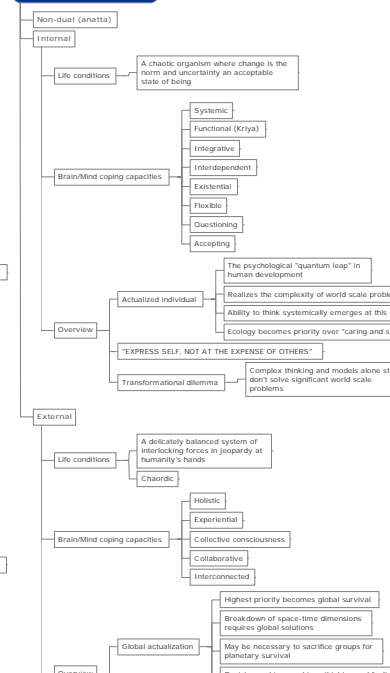 Non-dual (anatta)
Internal
Life conditions
A chaotic organism where change is the
norm and uncertainty an acceptable
state of being
Brain/Mind coping capacities
Systemic
Functional (Kriya)
Integrative
Interdependent
Existential
Flexible
Questioning
Accepting
Overview
Actualized individual
The psychological "quantum leap" in
human development
Realizes the complexity of world scale
Ability to think systemically emerges at this
Ecology becomes priority over "caring and
"EXPRESS SELF, NOT AT THE EXPENSE OF OTHERS"
Transformational dilemma
Complex thinking and models alone
don't solve significant world scale
problems
External
Life conditions
A delicately balanced system of
interlocking forces in jeopardy at
humanity's hands
Chaordic
Brain/Mind coping capacities
Holistic
Experiential
Collective consciousness
Collaborative
Interconnected
Global actualization
Highest priority becomes global survival
Breakdown of space-time dimensions
requires global solutions
May be necessary to sacrifice groups for
planetary survival